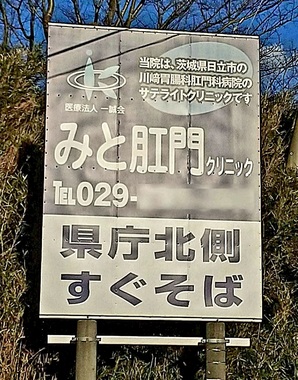 当院は、茨城県日立市の
川﨑胃腸科肛門科病院の
サテライトクリニックです
医療法人 一誠会
みと肛門クリニック
TEL029-
県庁北側
すぐそば